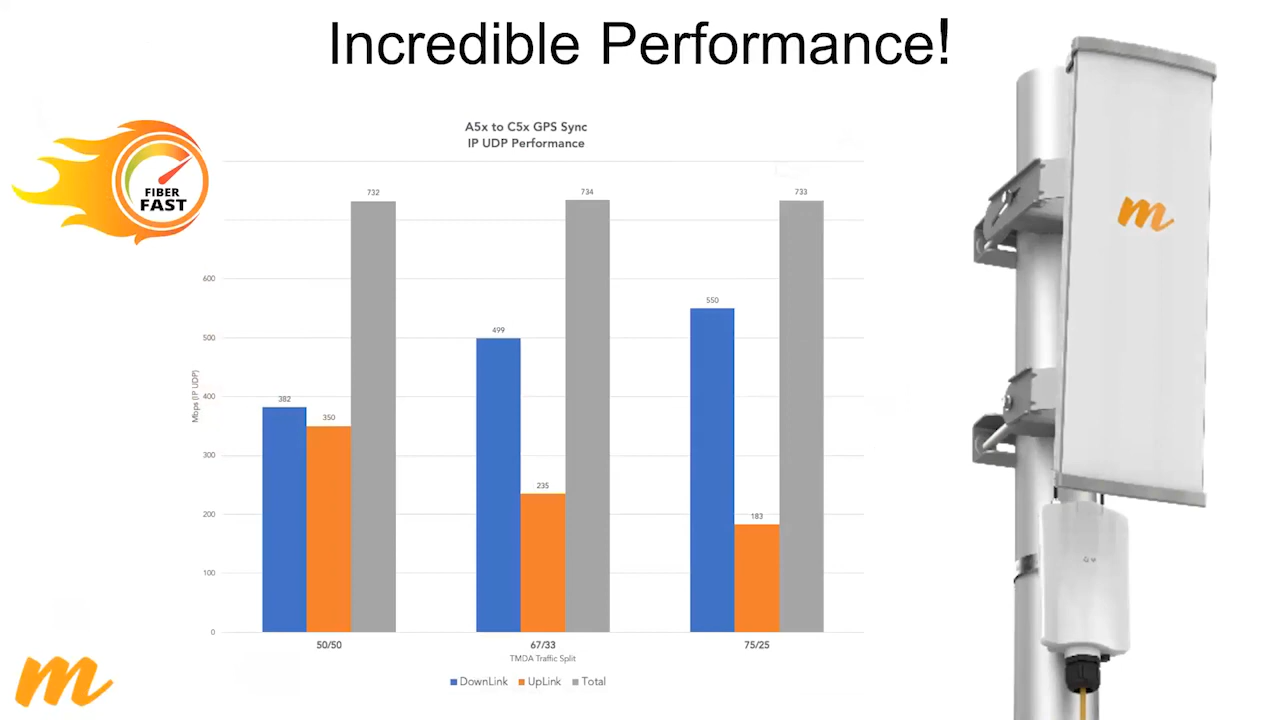 Incredible Performance!
A5x to C5x GPS Sync
IP UDP Performance
FIBER
FAST
732
734
733
600
550
500
499
Mbps (IP UDP)
400
382
350
300
235
200
183
100
0
50/50
67/33
75/25
TMDA Traffic Split
DownLink UpLink Total
m
m